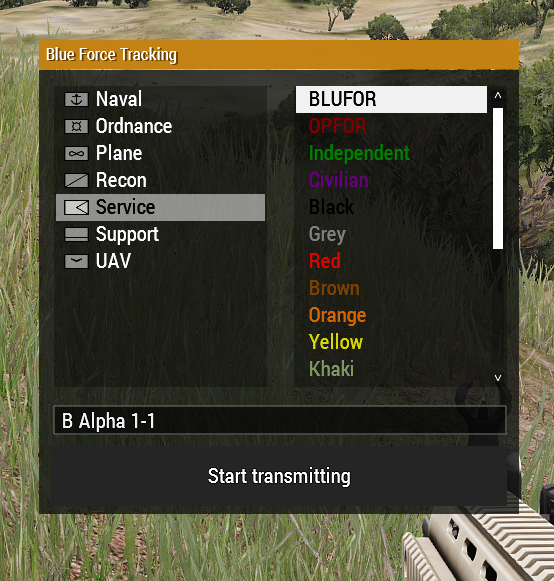 Blue Force Tracking
Naval
Ordnance
Plane
Recon
Service
Support
UAV
BLUFOR
OPFOR
Independent
Civilian
Black
Grey
Red
Brown
Orange
Yellow
Khaki
B Alpha 1-1
Start transmitting